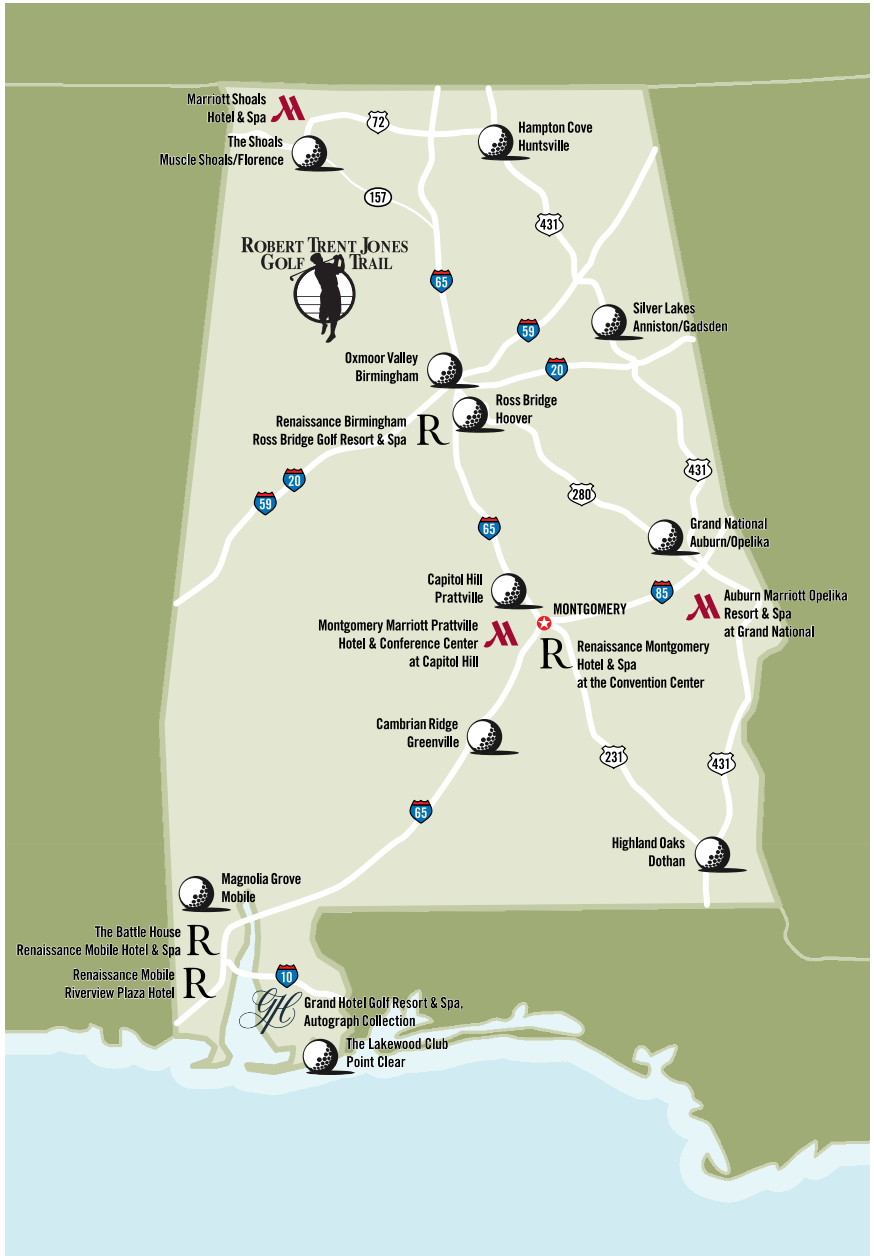 Marriott Shoals
Hotel & Spa
The Shoals
Muscle Shoals/Florence
72
Hampton Cove
Huntsville
157
431
ROBERT TRENT JONES
GOLF TRAIL
65
Silver Lakes
Anniston/Gadsden
59
Oxmoor Valley
Birmingham
20
Ross Bridge
Hoover
Renaissance Birmingham
Ross Bridge Golf Resort & Spa
R
431
20
59
280
65
Grand National
Auburn/Opelika
Capitol Hill
Prattville
85
MONTGOMERY
Auburn Marriott Opelika
Resort & Spa
at Grand National
Montgomery Marriott Prattville
Hotel & Conference Center
at Capitol Hill
R
Renaissance Montgomery
Hotel & Spa
at the Convention Center
Cambrian Ridge
Greenville
231
431
65
Highland Oaks
Dothan
Magnolia Grove
Mobile
The Battle House
Renaissance Mobile Hotel & Spa
R
Renaissance Mobile
Riverview Plaza Hotel
R
10
GH
Grand Hotel Golf Resort & Spa,
Autograph Collection
The Lakewood Club
Point Clear